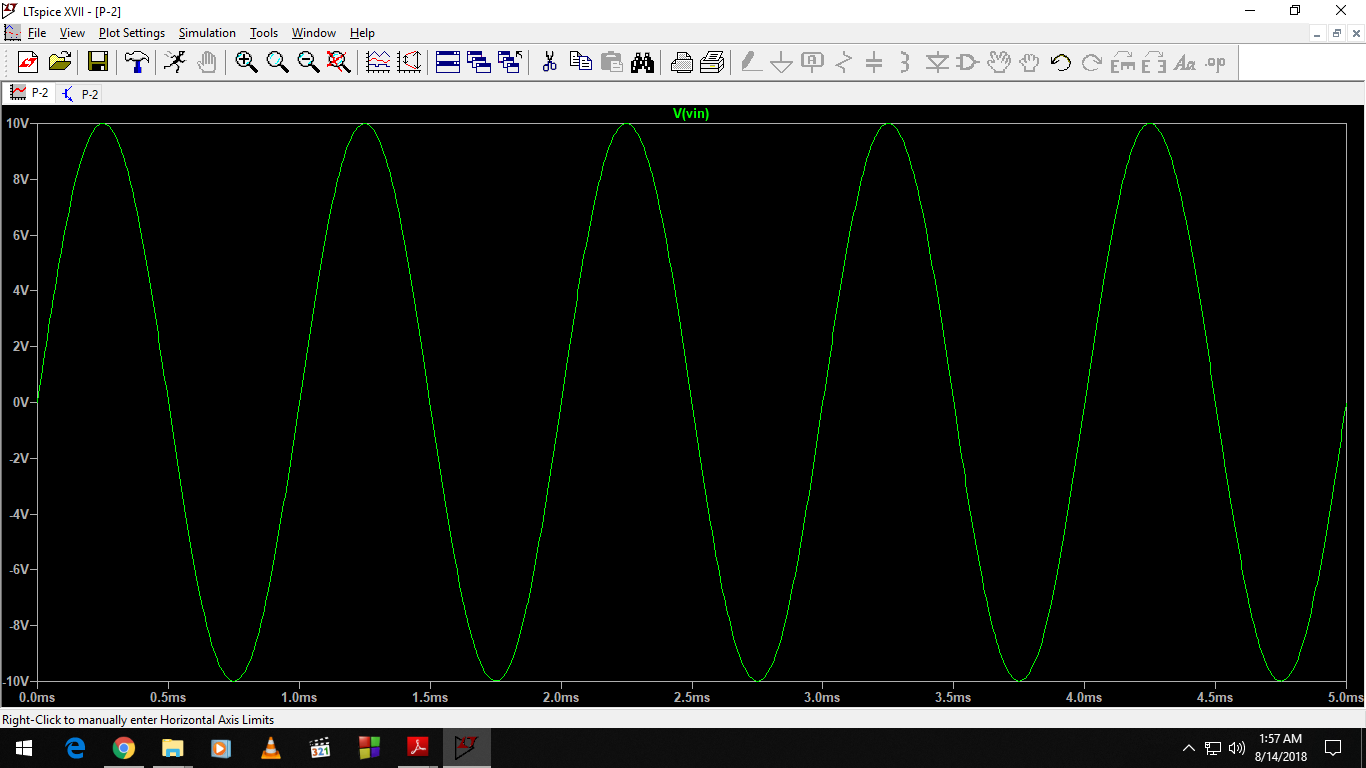 LTspice XVII - [P-2]
File View Plot Settings Simulation Tools Window Help
A Aa .op
P-2 P-2
V(vin)
10V
8V
6V
4V
2V
0V
-2V
-4V
-6V
-8V
-10V
0.0ms 0.5ms 1.0ms 1.5ms 2.0ms 2.5ms 3.0ms 3.5ms 4.0ms 4.5ms 5.0ms
Right-Click to manually enter Horizontal Axis Limits
321
1:57 AM
8/14/2018